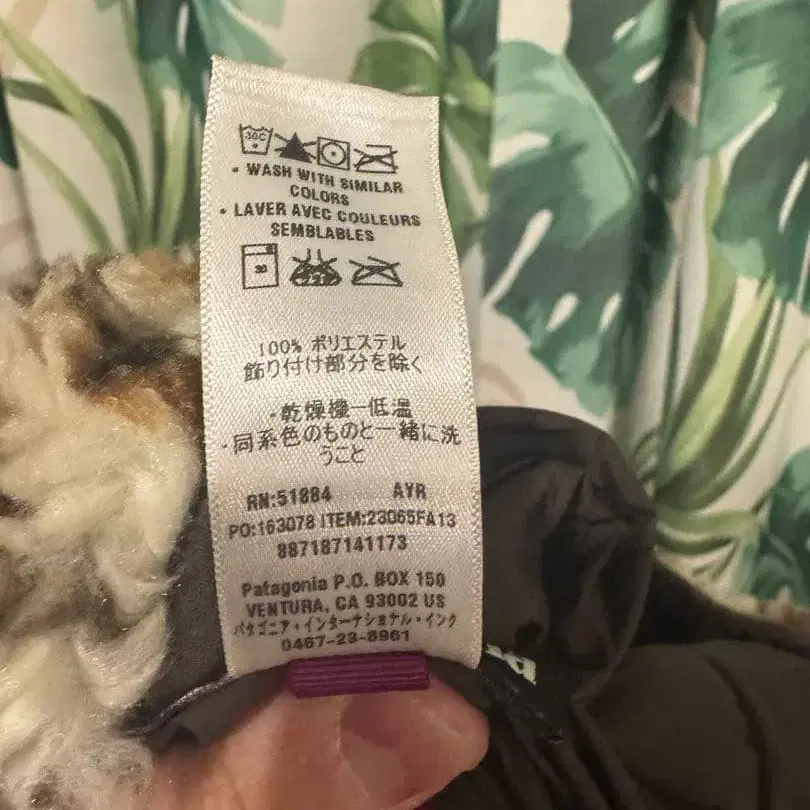 30C
• WASH WITH SIMILAR
COLORS
• LAVER AVEC COULEURS
SEMBLABLES
30
100% ポリエステル
飾り付け部分を除く
・乾燥機ー低温
・同系色のものと一緒に洗
うこと
RN:51884 AYR
PO:163078 ITEM:23065FA13
887187141173
Patagonia P.O. BOX 150
VENTURA, CA 93002 US
パタゴニア・インターナショナル・インク
0467-23-8961